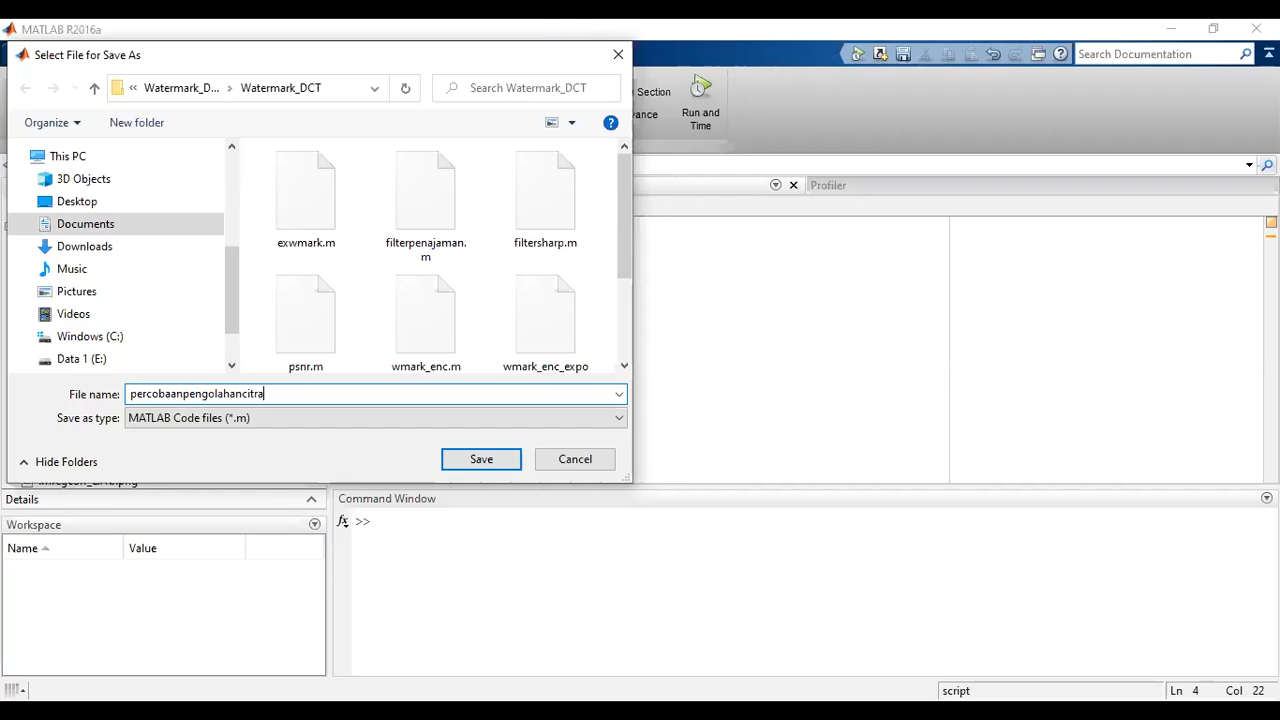 MATLAB R2016a
Select File for Save As
Search Documentation
Watermark_D...
Watermark_DCT
Search Watermark_DCT
Section
vance
Run and
Time
Organize
New folder
This PC
3D Objects
Desktop
Documents
Downloads
Music
Pictures
Videos
Windows (C:)
Data 1 (E:)
exwmark.m
filterpenajaman.
m
filtersharp.m
psnr.m
wmark_enc.m
wmark_enc_expo
Profiler
File name:
percobaanpengolahancitra
Save as type:
MATLAB Code files (*.m)
Hide Folders
Save
Cancel
Details
Workspace
Name
Value
Command Window
fx >>
script
Ln 4
Col 22